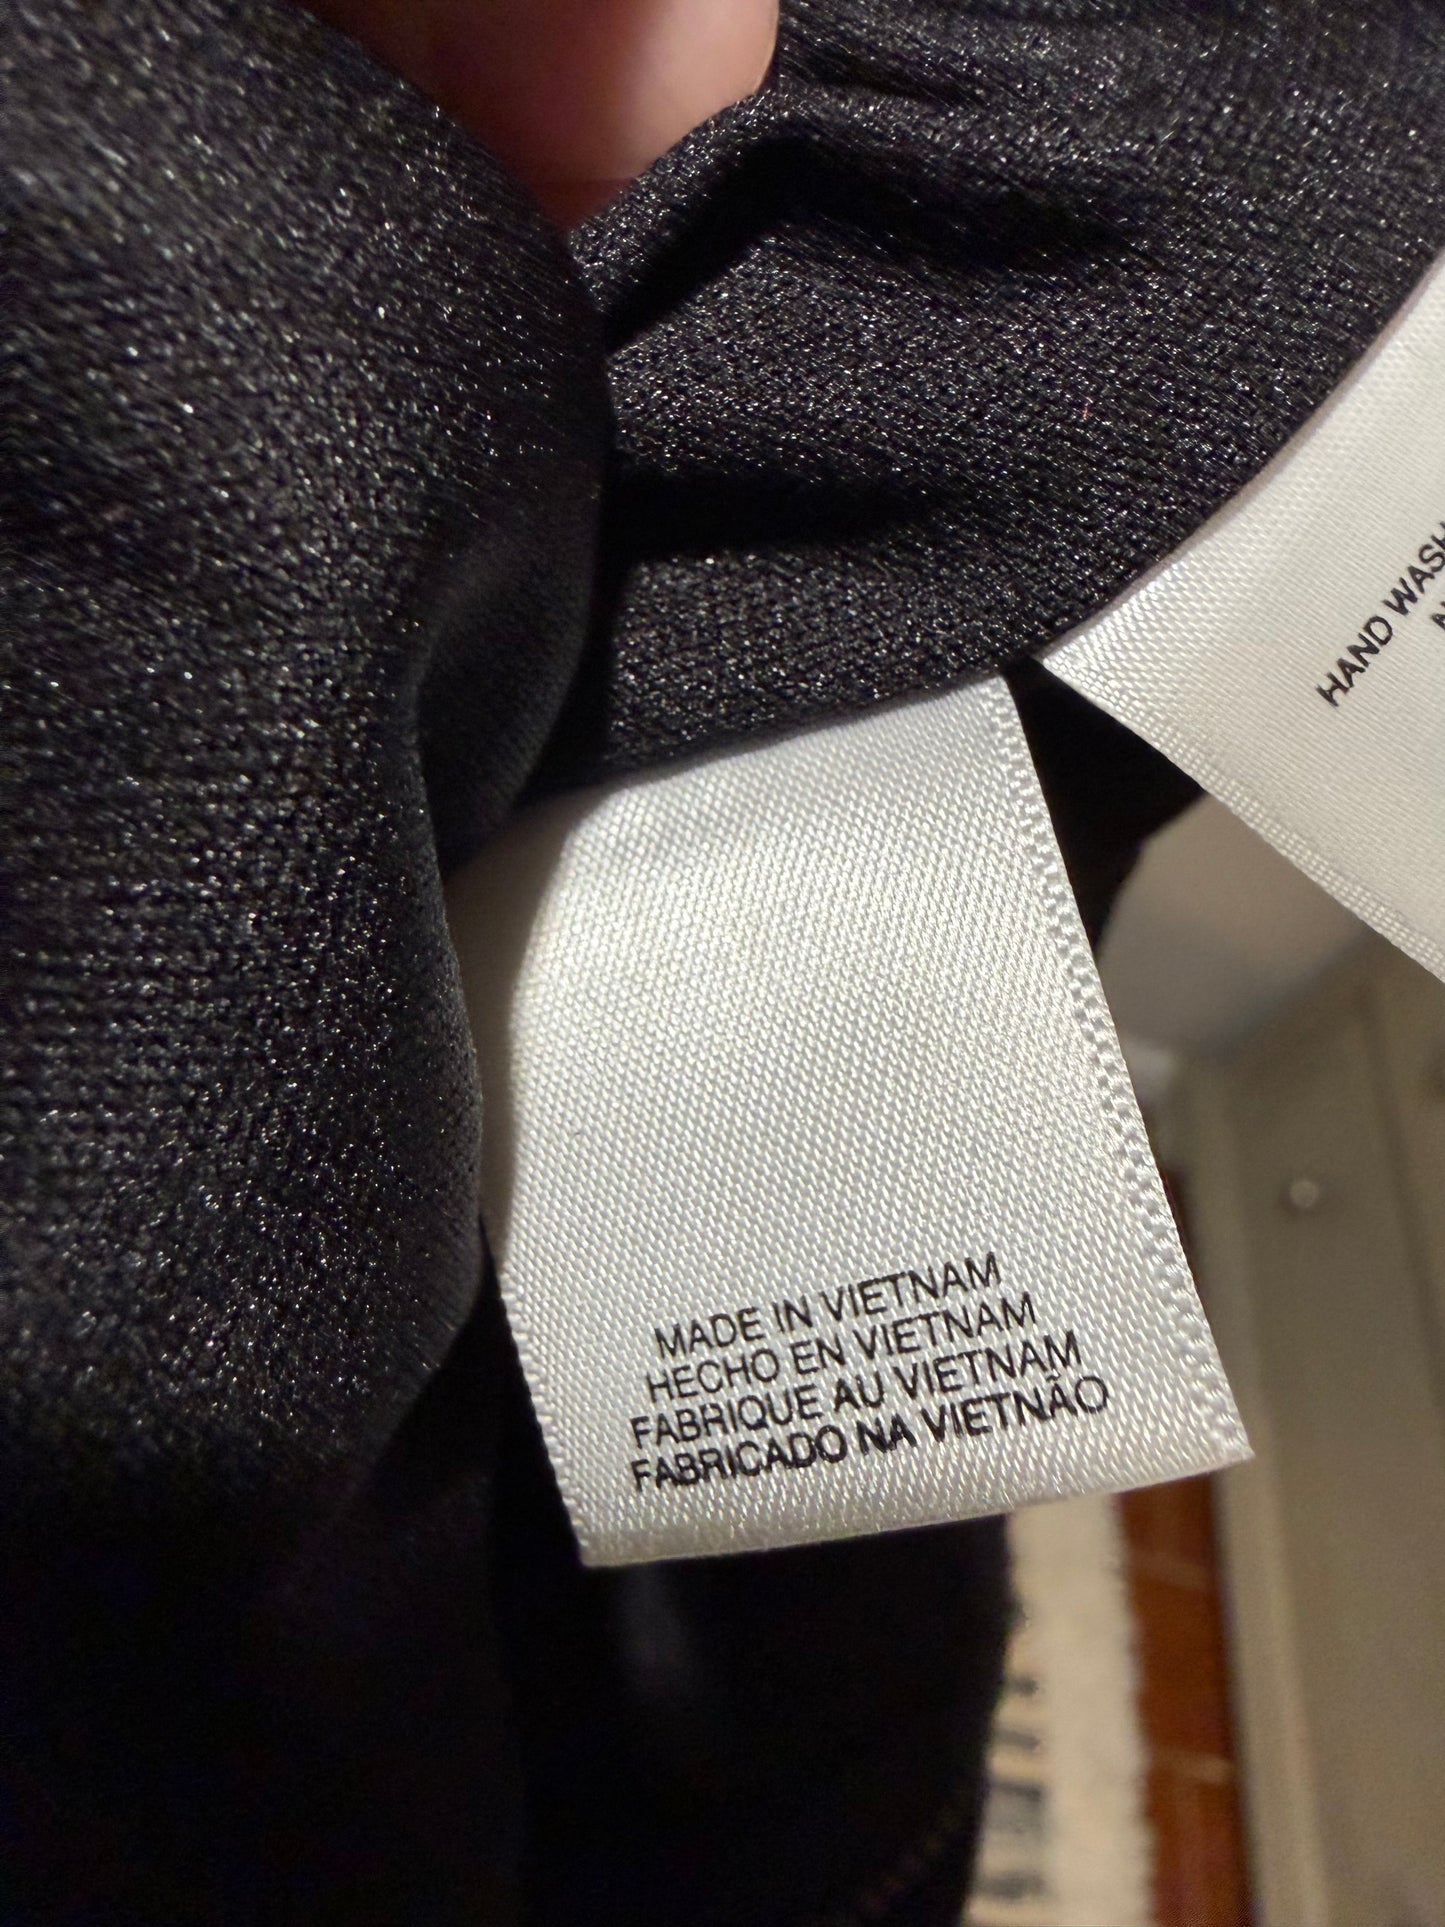 HAND WASH
MADE IN VIETNAM
HECHO EN VIETNAM
FABRIQUE AU VIETNAM
FABRICADO NA VIETNÃO